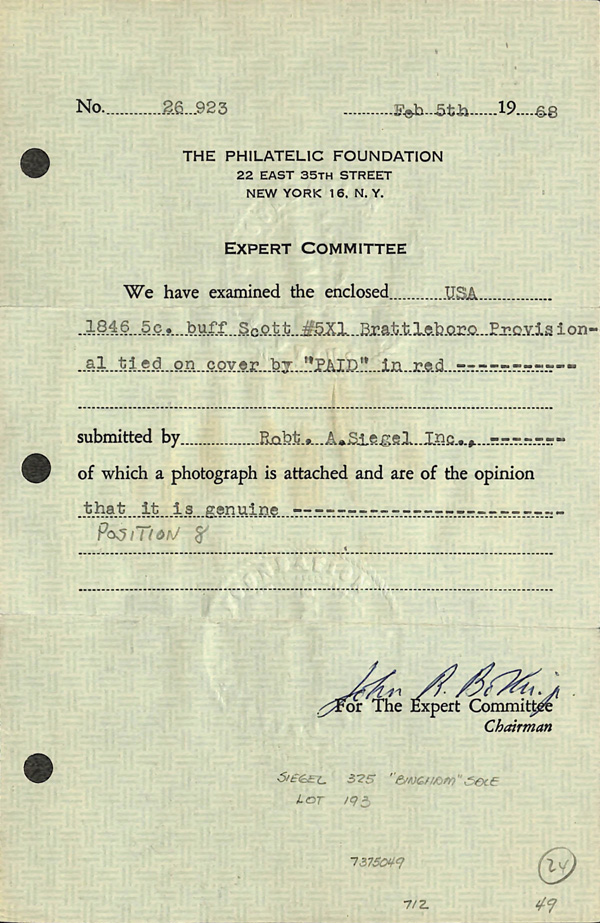 No. 26 923 Feb 5th 19 68
THE PHILATELIC FOUNDATION
22 EAST 35TH STREET
NEW YORK 16, N. Y.
EXPERT COMMITTEE
We have examined the enclosed USA
1846 5c. buff Scott #5X1 Brattleboro Provision-
al tied on cover by "PAID" in red -----------
submitted by Robt. A.Siegel Inc., -------
of which a photograph is attached and are of the opinion
that it is genuine -------------------------
POSITION 8
John R.
For The Expert Committee
Chairman
SIEGEL 325 "BINGHAM" SALE
LOT 193
7375049
24
712 49